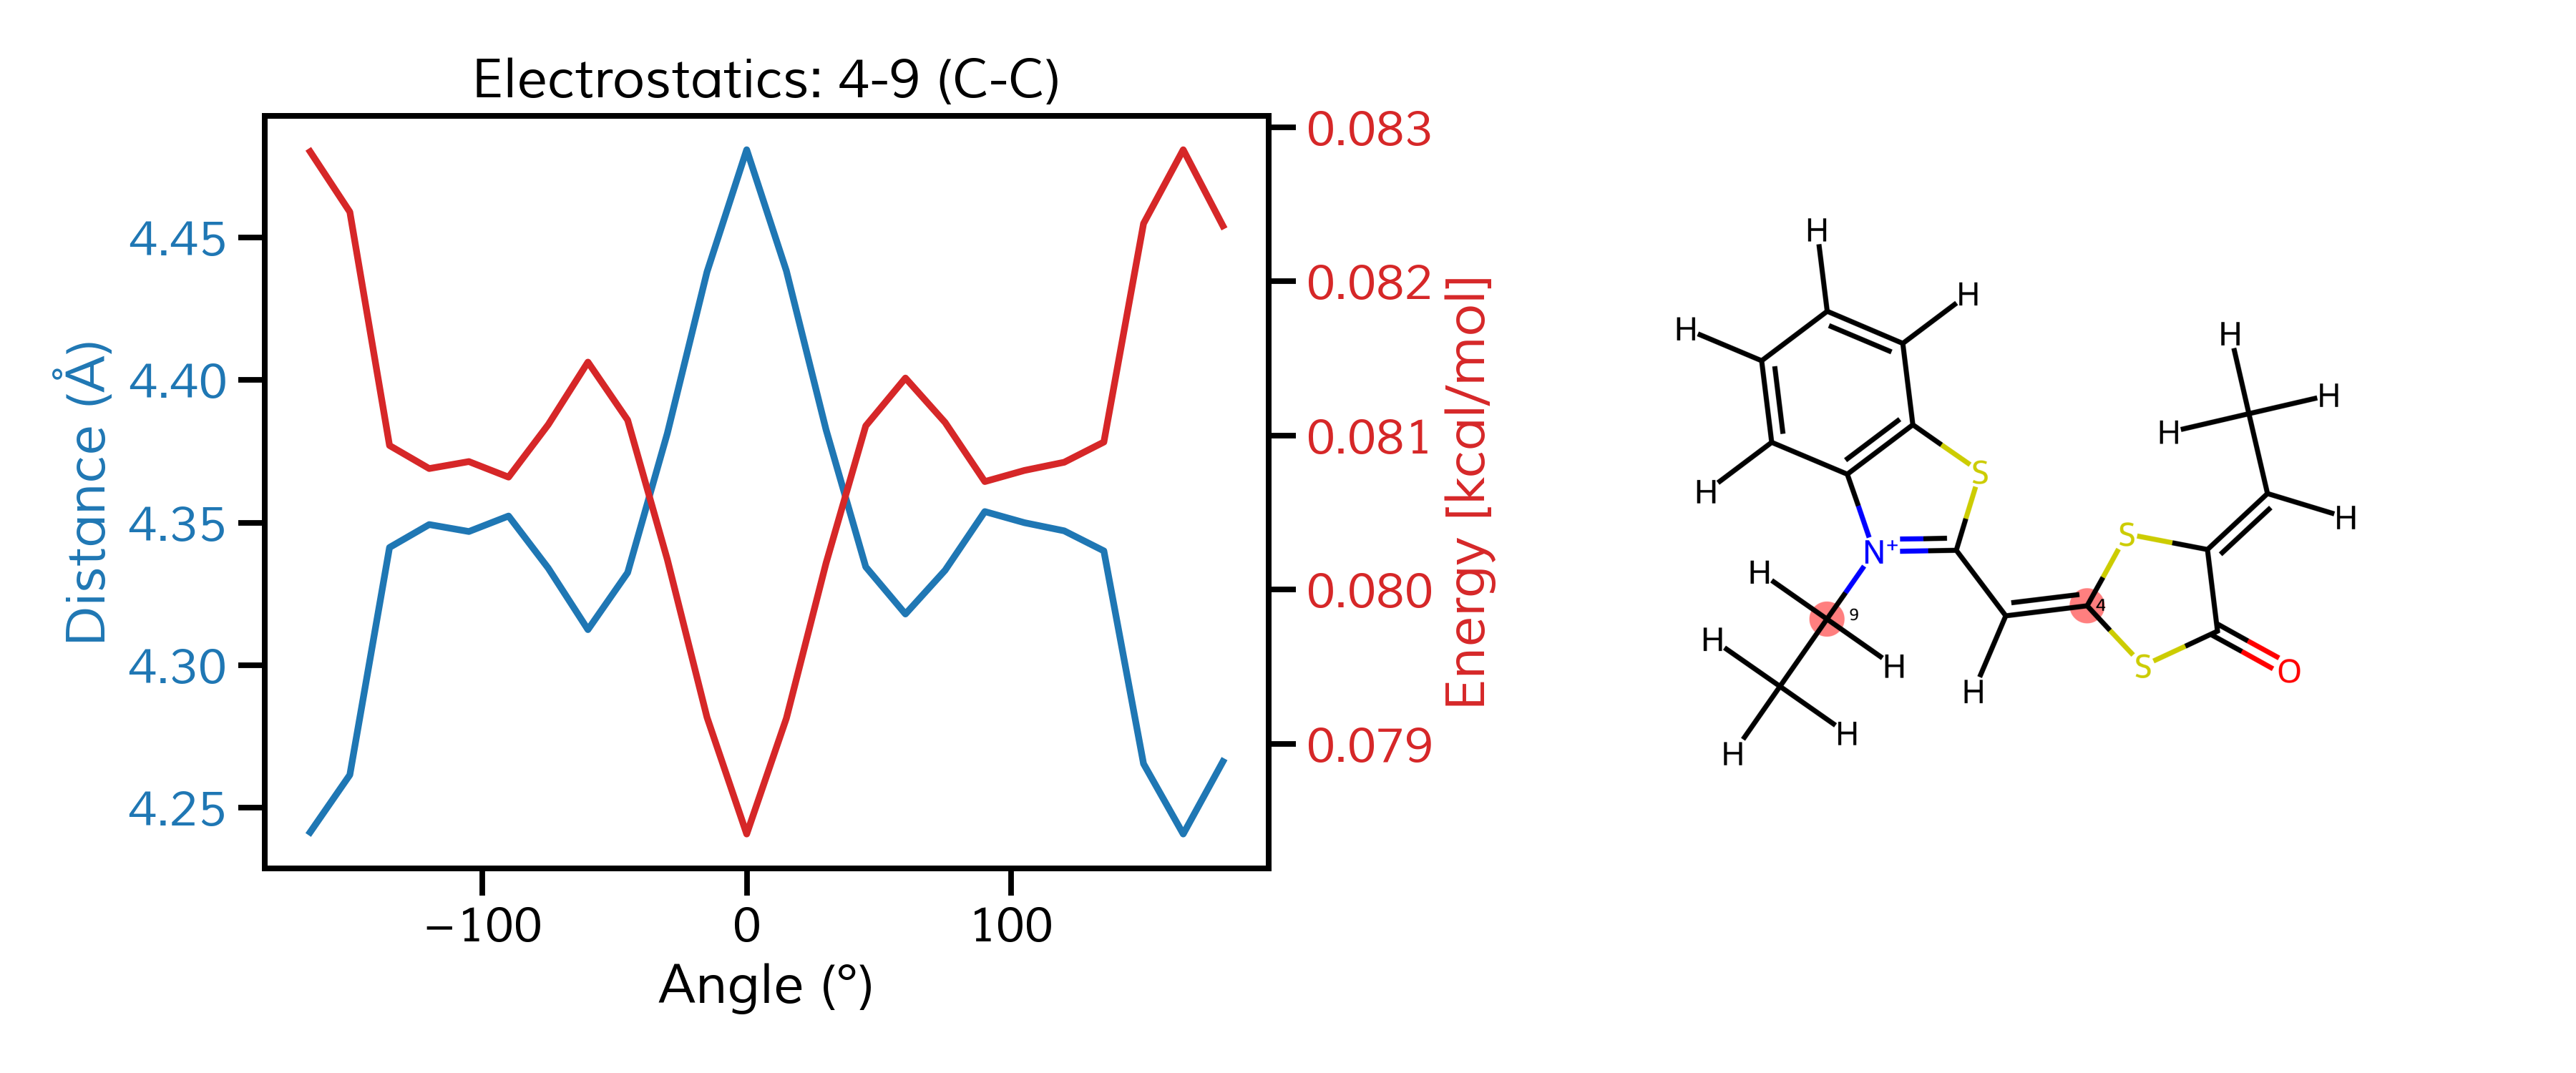 Electrostatics: 4-9 (C-C)
Distance (Å)
4.45
4.40
4.35
4.30
4.25
0.083
0.082
0.081
0.080
0.079
Energy [kcal/mol]
−100 0 100
Angle (°)
H
H
H
H
H
H
H
H
H
S
S
N+
H
4
9
H
H
S
O
H
H
H